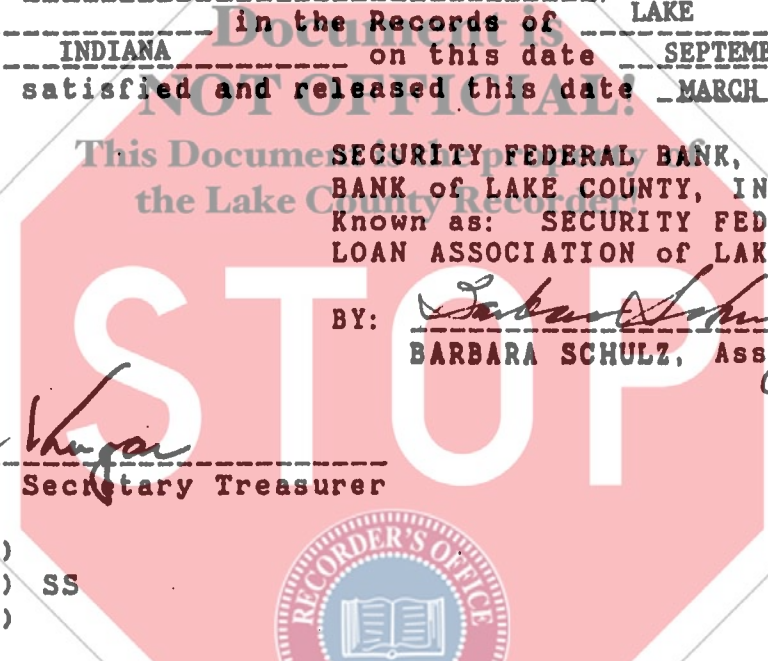 LAKE
in the Records of
Document is
INDIANA on this date SEPTEMB
NOT OFFICIAL!
satisfied and released this date MARCH
This Document is the property of
the Lake County Recorder!
SECURITY FEDERAL BANK,
BANK of LAKE COUNTY, IN
Known as: SECURITY FED
LOAN ASSOCIATION of LAK
BY:
BARBARA SCHULZ, Ass
STOP
Secretary Treasurer
)
) SS
)
RECORDER'S OFFICE